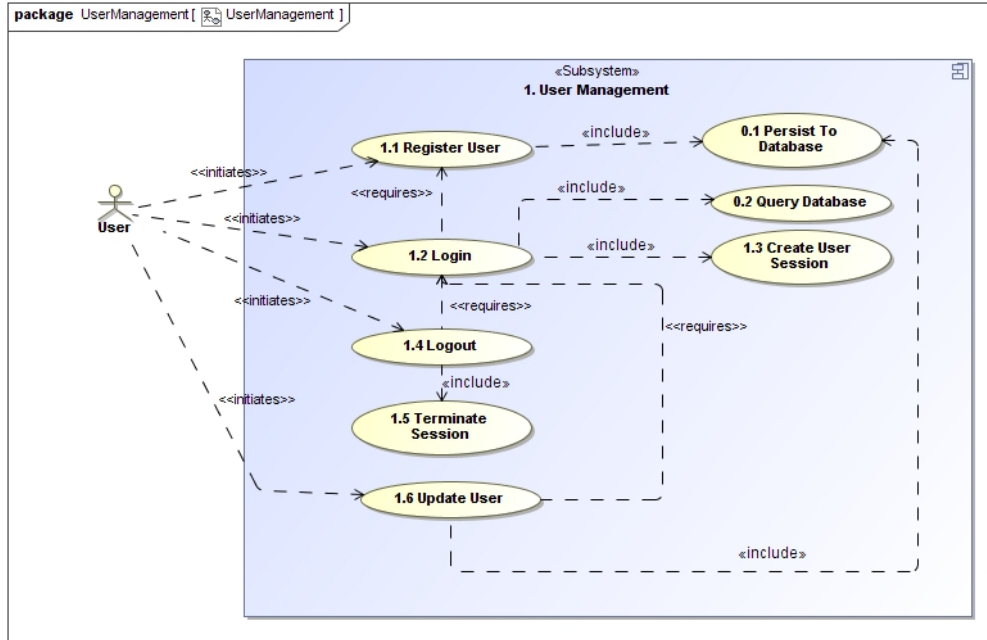 package UserManagement [ UserManagement ]
«Subsystem»
1. User Management
1.1 Register User
«include»
0.1 Persist To
Database
<<initiates>>
<<requires>>
«include»
0.2 Query Database
User
<<initiates>>
1.2 Login
«include»
1.3 Create User
Session
<<initiates>>
<<requires>>
<<requires>>
1.4 Logout
«include»
<<initiates>>
1.5 Terminate
Session
1.6 Update User
«include»